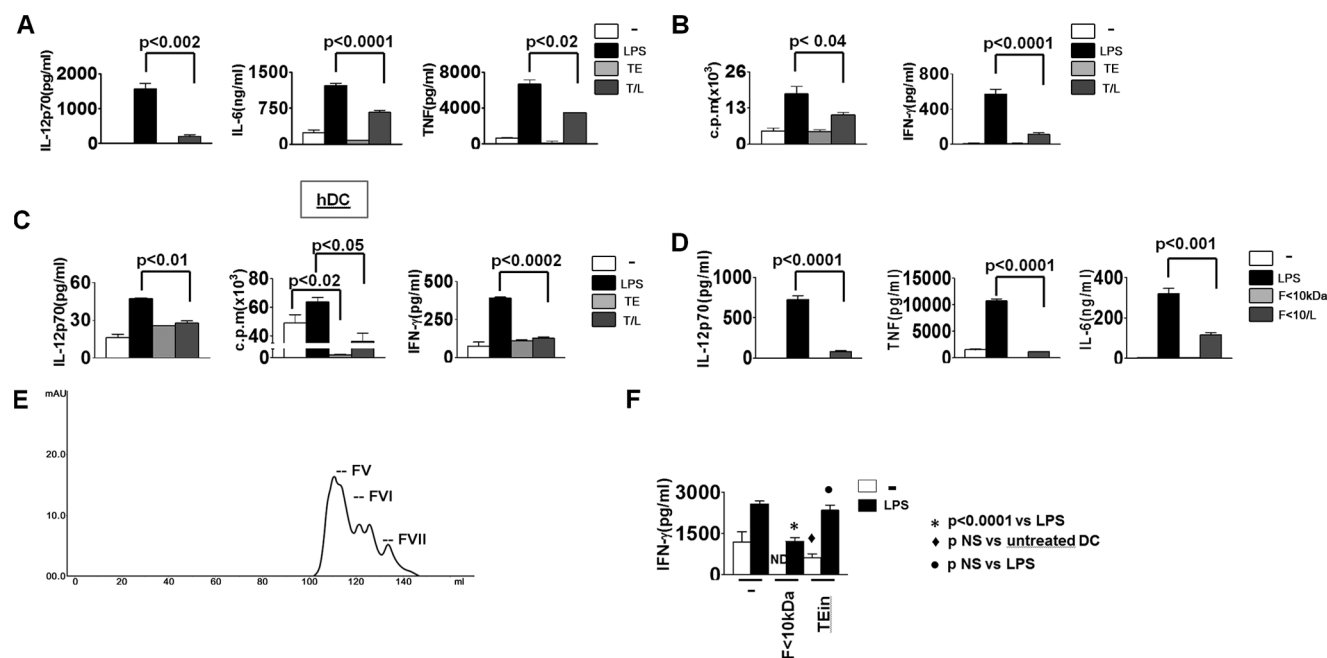 A
p<0.002
IL-12p70(pg/ml)
2000
1000
0
p<0.0001
IL-6(ng/ml)
1500
750
0
p<0.02
TNF(pg/ml)
8000
4000
0
-
LPS
TE
T/L
B
p< 0.04
c.p.m(x10³)
26
13
0
p<0.0001
IFN-γ(pg/ml)
800
400
0
-
LPS
TE
T/L
hDC
C
p<0.01
IL-12p70(pg/ml)
60
30
0
p<0.05
p<0.02
c.p.m(x10³)
80
60
40
2
0
p<0.0002
IFN-γ(pg/ml)
500
250
0
-
LPS
TE
T/L
D
p<0.0001
IL-12p70(pg/ml)
1000
750
500
250
0
p<0.0001
TNF(pg/ml)
15000
10000
5000
0
p<0.001
IL-6(ng/ml)
400
200
0
-
LPS
F<10kDa
F<10/L
E
mAU
20.0
10.0
00.0
0
20
40
60
80
100
120
140
ml
-- FV
-- FVI
-- FVII
F
IFN-γ(pg/ml)
3000
1500
0
ND
*
♦
●
-
F<10kDa
TEin
-
LPS
* p<0.0001 vs LPS
♦ p NS vs untreated DC
● p NS vs LPS